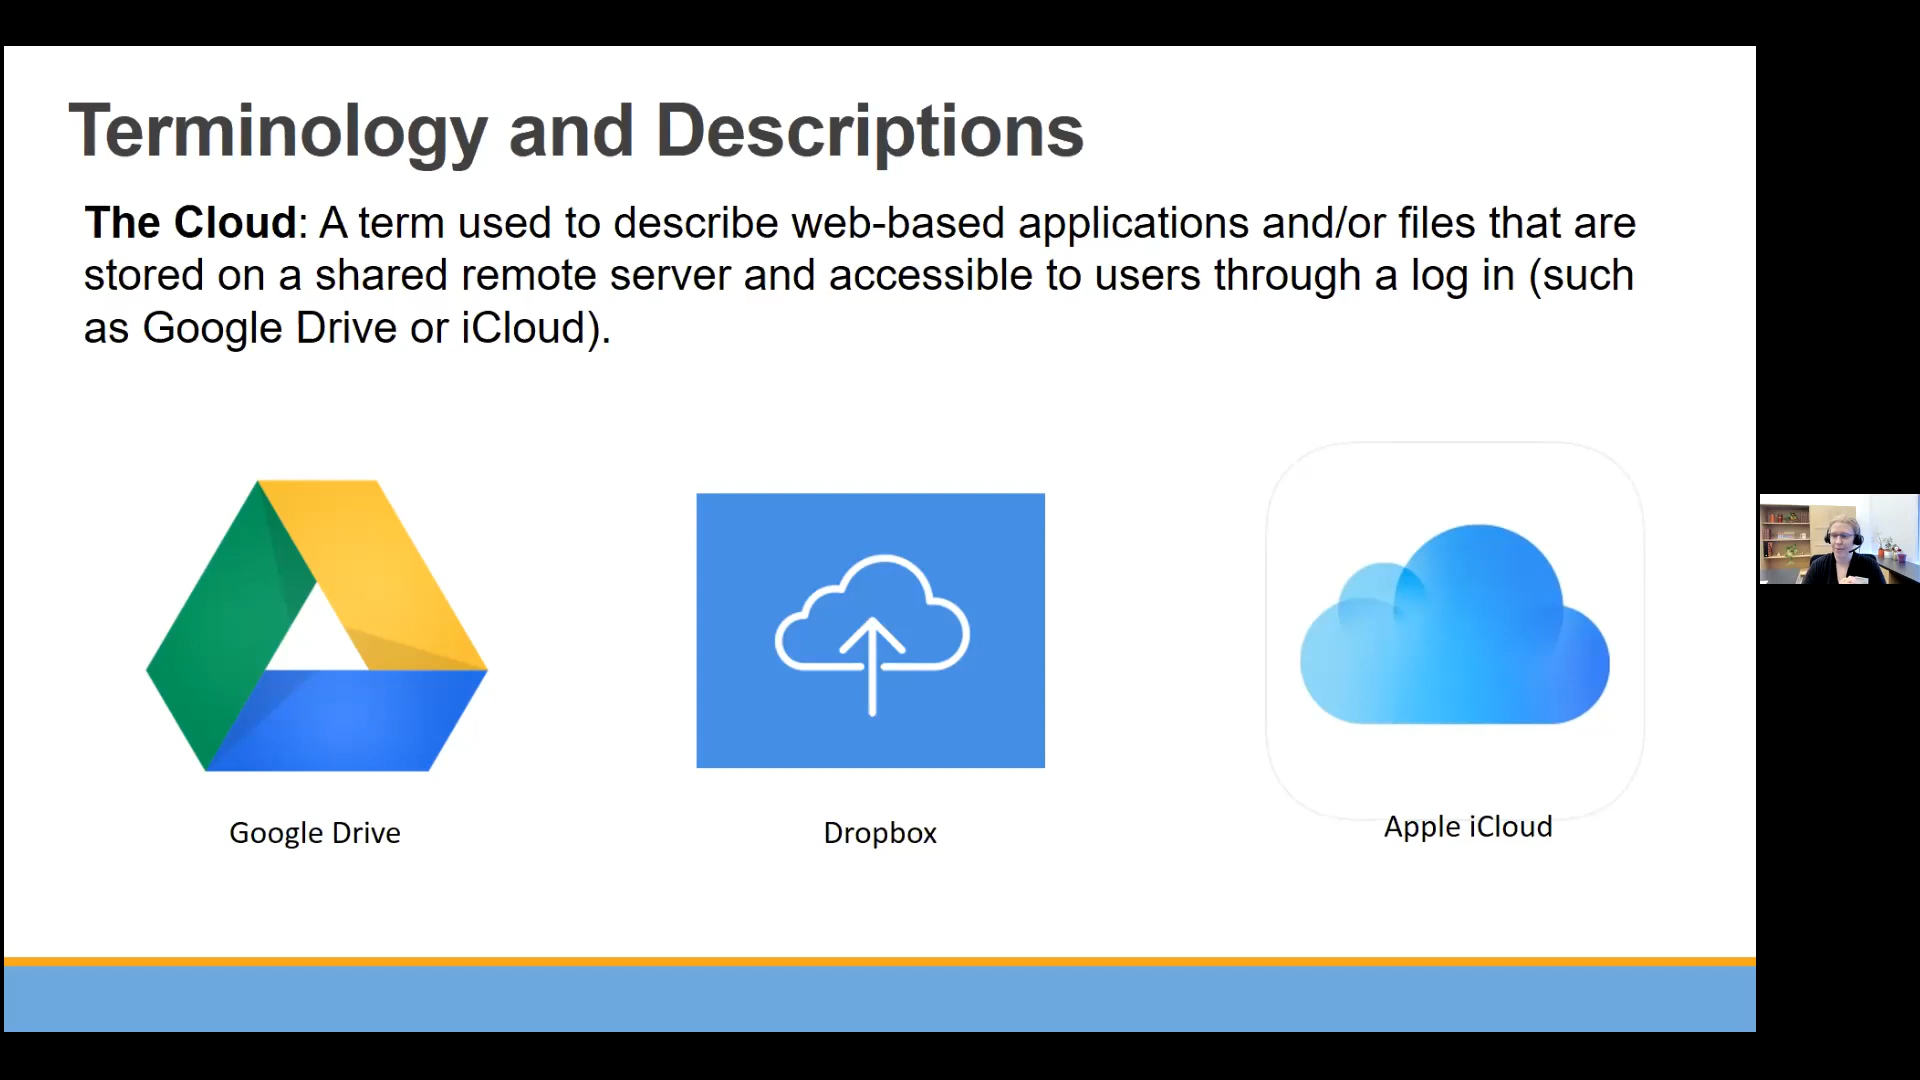 Terminology and Descriptions
The Cloud: A term used to describe web-based applications and/or files that are
stored on a shared remote server and accessible to users through a log in (such
as Google Drive or iCloud).
Google Drive
Dropbox
Apple iCloud